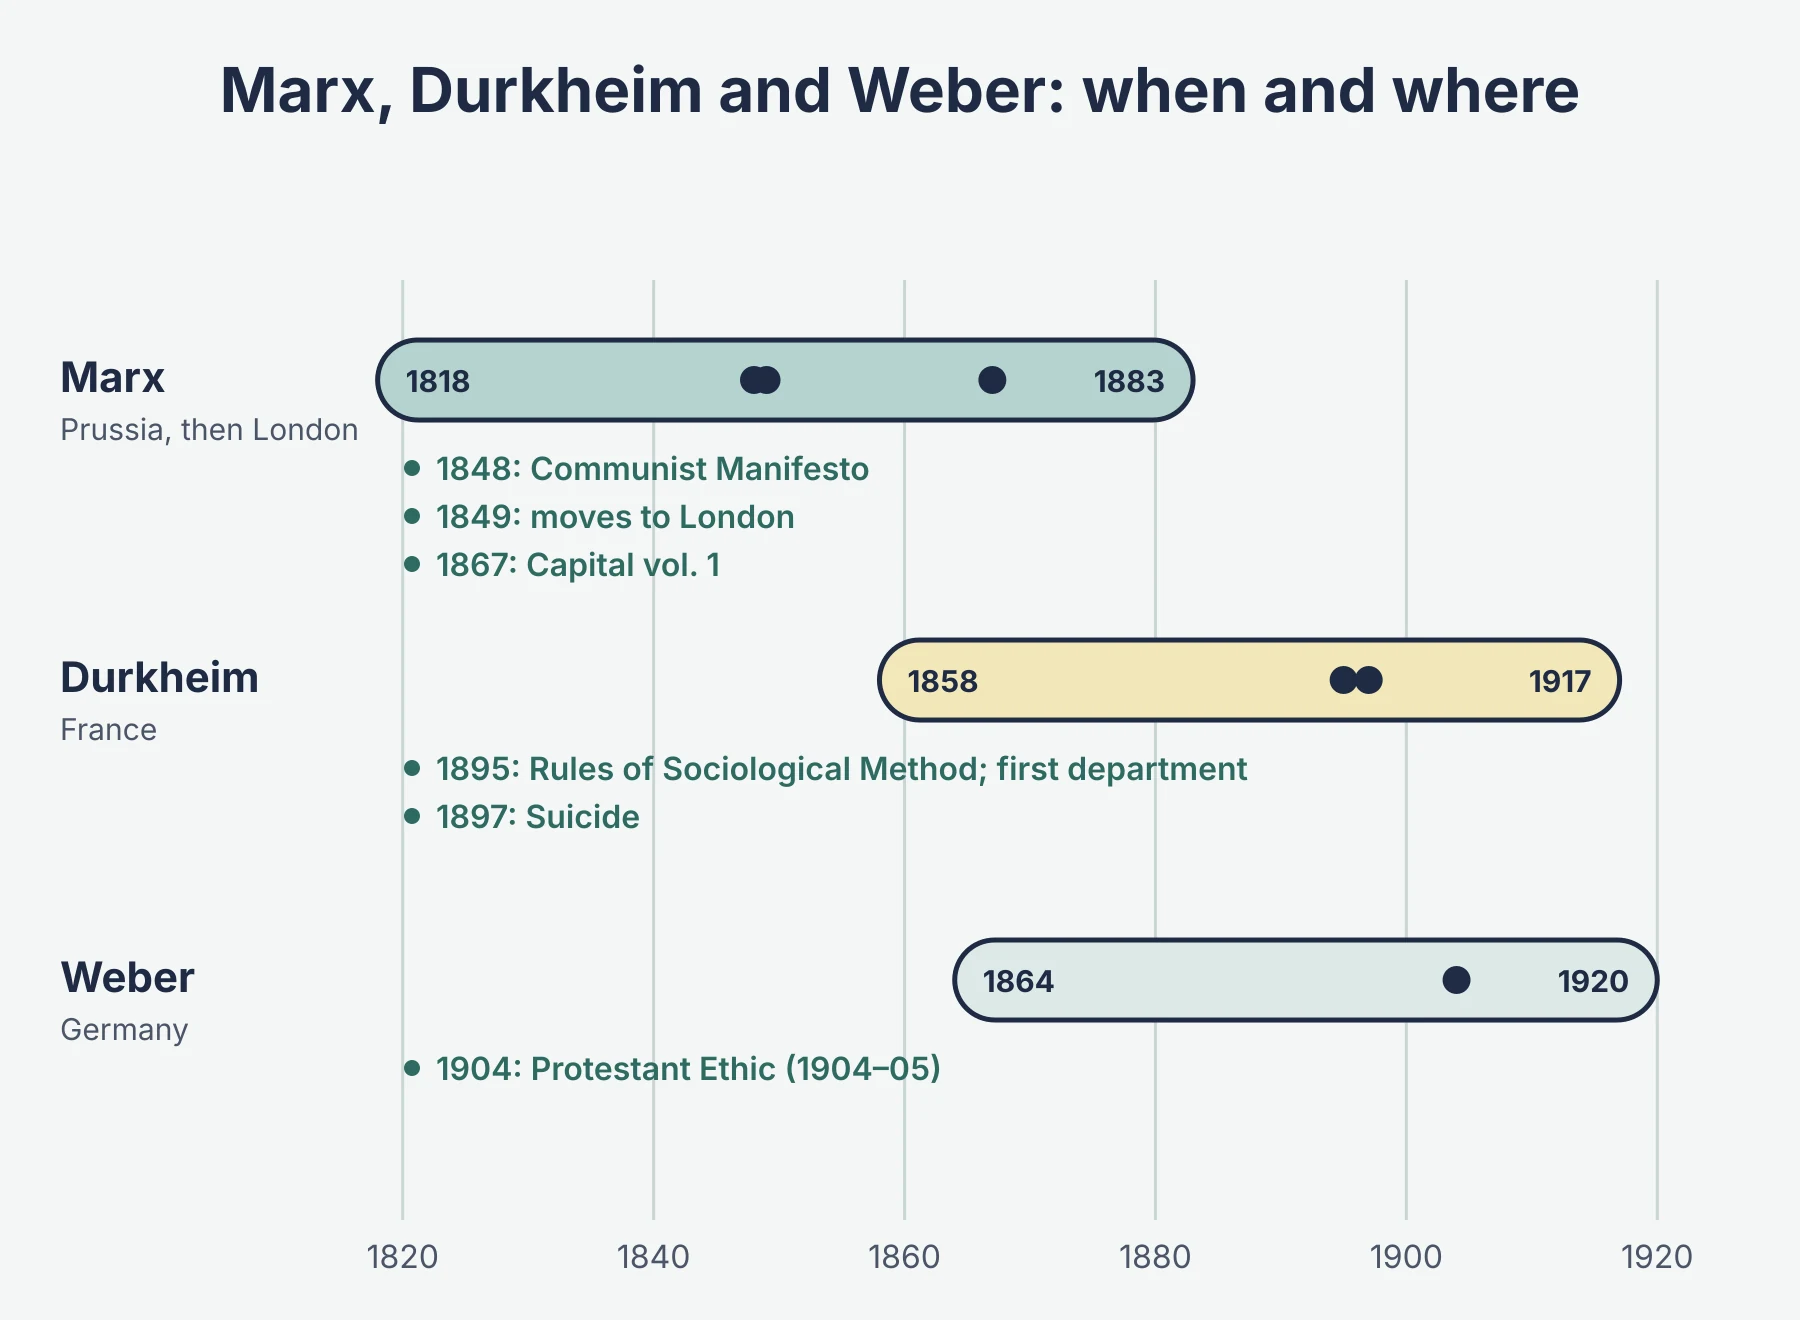 Marx, Durkheim and Weber: when and where
Marx
Prussia, then London
1818
1883
1848: Communist Manifesto
1849: moves to London
1867: Capital vol. 1
Durkheim
France
1858
1917
1895: Rules of Sociological Method; first department
1897: Suicide
Weber
Germany
1864
1920
1904: Protestant Ethic (1904–05)
1820
1840
1860
1880
1900
1920